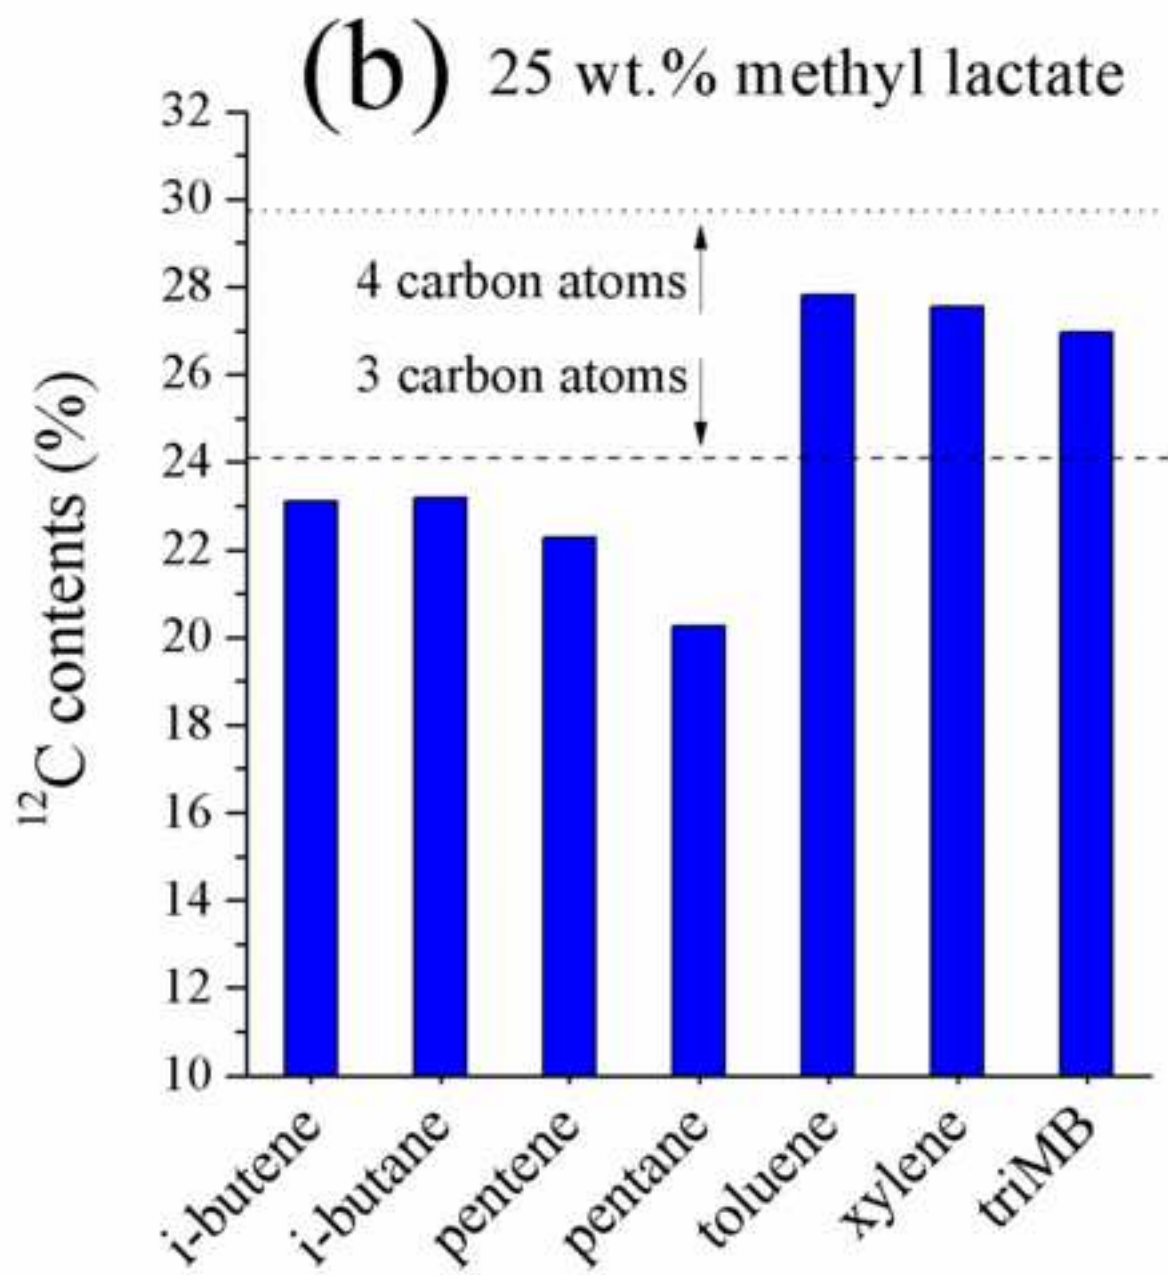 (b) 25 wt.% methyl lactate
32
30
28
26
24
22
20
18
16
14
12
10
¹²C contents (%)
4 carbon atoms
3 carbon atoms
i-butene
i-butane
pentene
pentane
toluene
xylene
triMB